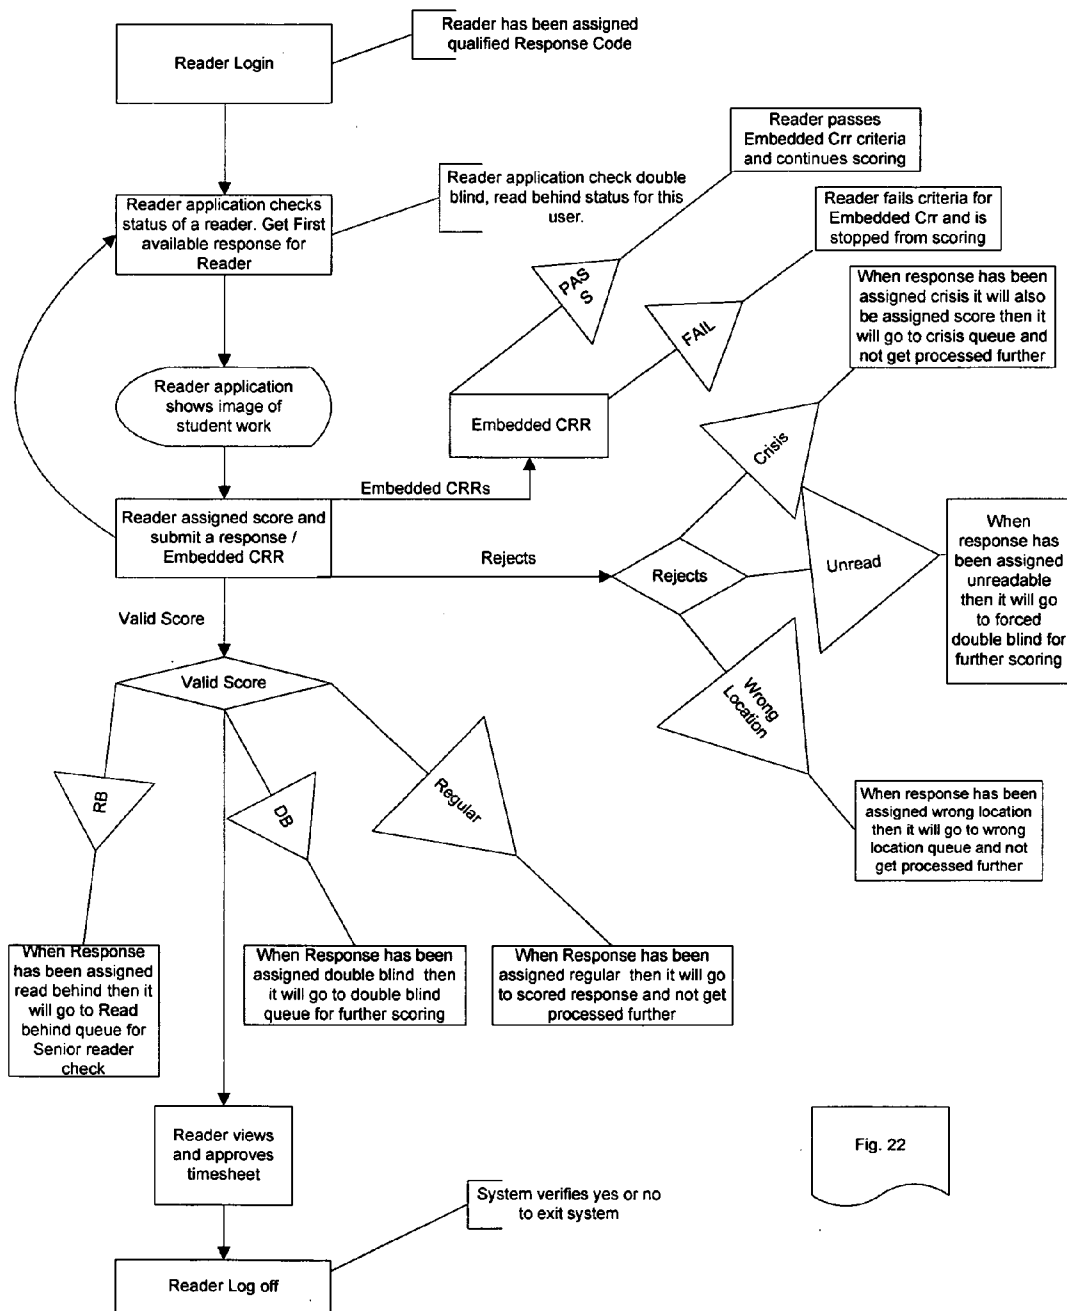 Reader has been assigned
qualified Response Code
Reader Login
Reader passes
Embedded Crr criteria
and continues scoring
Reader application check double
blind, read behind status for this
user.
Reader application checks
status of a reader. Get First
available response for
Reader
Reader fails criteria for
Embedded Crr and is
stopped from scoring
PAS
S
FAIL
When response has been
assigned crisis it will also
be assigned score then it
will go to crisis queue and
not get processed further
Reader application
shows image of
student work
Embedded CRR
Crisis
Embedded CRRs
Reader assigned score and
submit a response /
Embedded CRR
Rejects
Rejects
Unread
When
response has
been assigned
unreadable
then it will go
to forced
double blind for
further scoring
Valid Score
Valid Score
Wrong
Location
RB
DB
Regular
When response has been
assigned wrong location
then it will go to wrong
location queue and not
get processed further
When Response
has been assigned
read behind then it
will go to Read
behind queue for
Senior reader
check
When Response has been
assigned double blind then
it will go to double blind
queue for further scoring
When Response has been
assigned regular then it will go
to scored response and not get
processed further
Reader views
and approves
timesheet
Fig. 22
System verifies yes or no
to exit system
Reader Log off